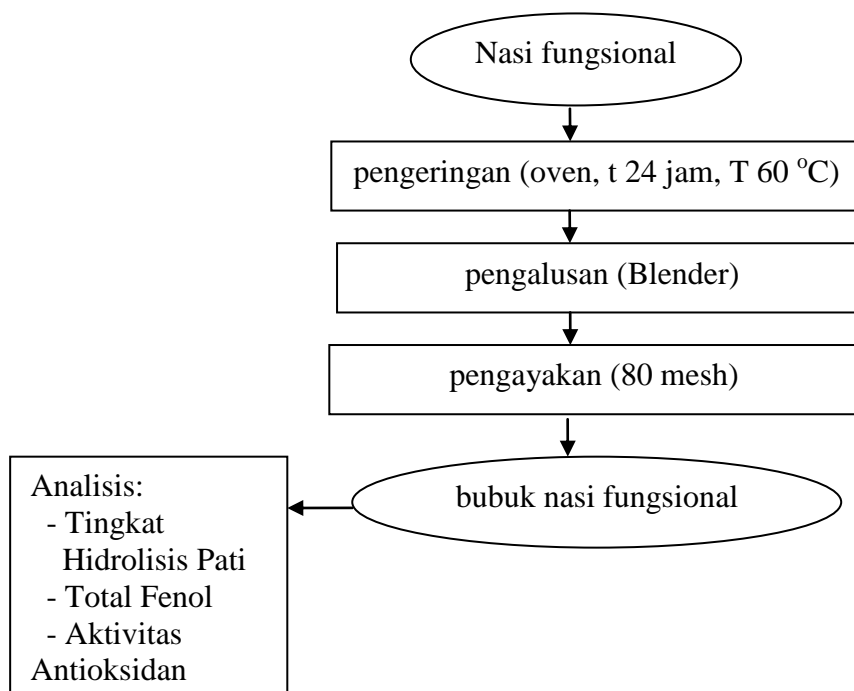 Nasi fungsional
pengeringan (oven, t 24 jam, T 60 °C)
pengalusan (Blender)
pengayakan (80 mesh)
bubuk nasi fungsional
Analisis:
- Tingkat
Hidrolisis Pati
- Total Fenol
- Aktivitas
Antioksidan